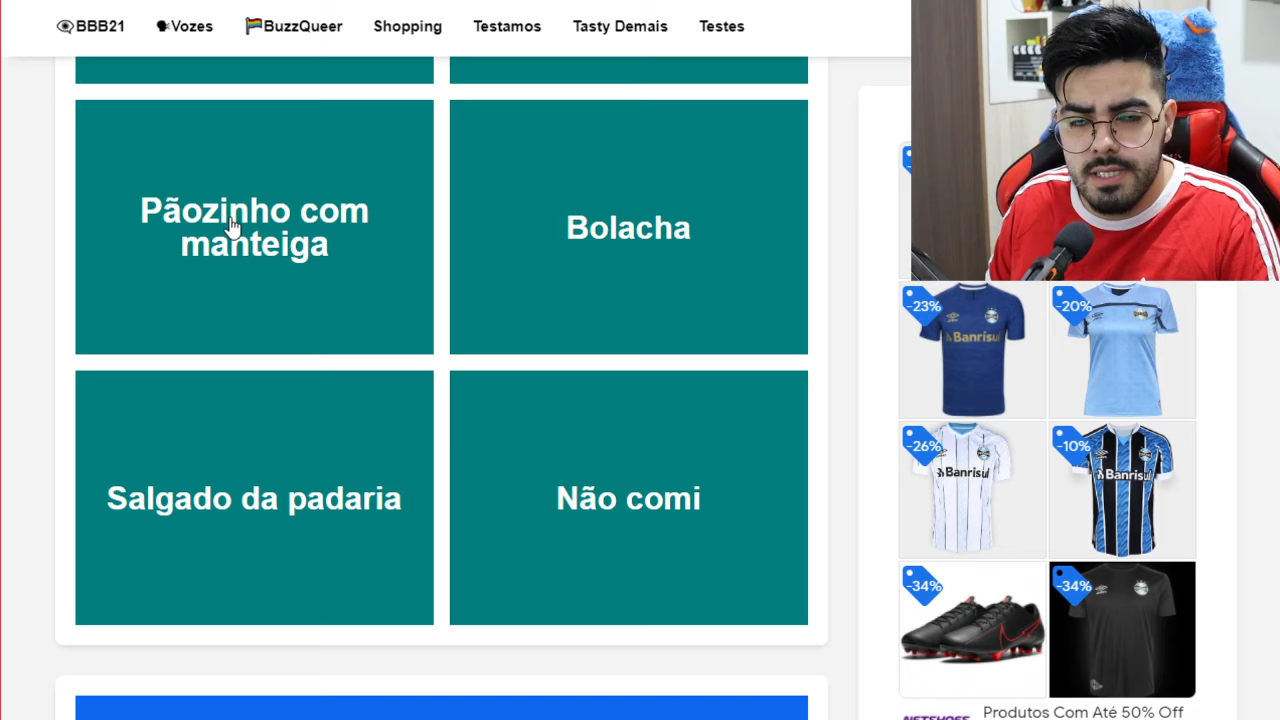 BBB21
Vozes
BuzzQueer
Shopping
Testamos
Tasty Demais
Testes
Pãozinho com
manteiga
Bolacha
Salgado da padaria
Não comi
-23%
-20%
Banrisul
-26%
-10%
Banrisul
Banrisul
-34%
-34%
NETSHOES
Produtos Com Até 50% Off